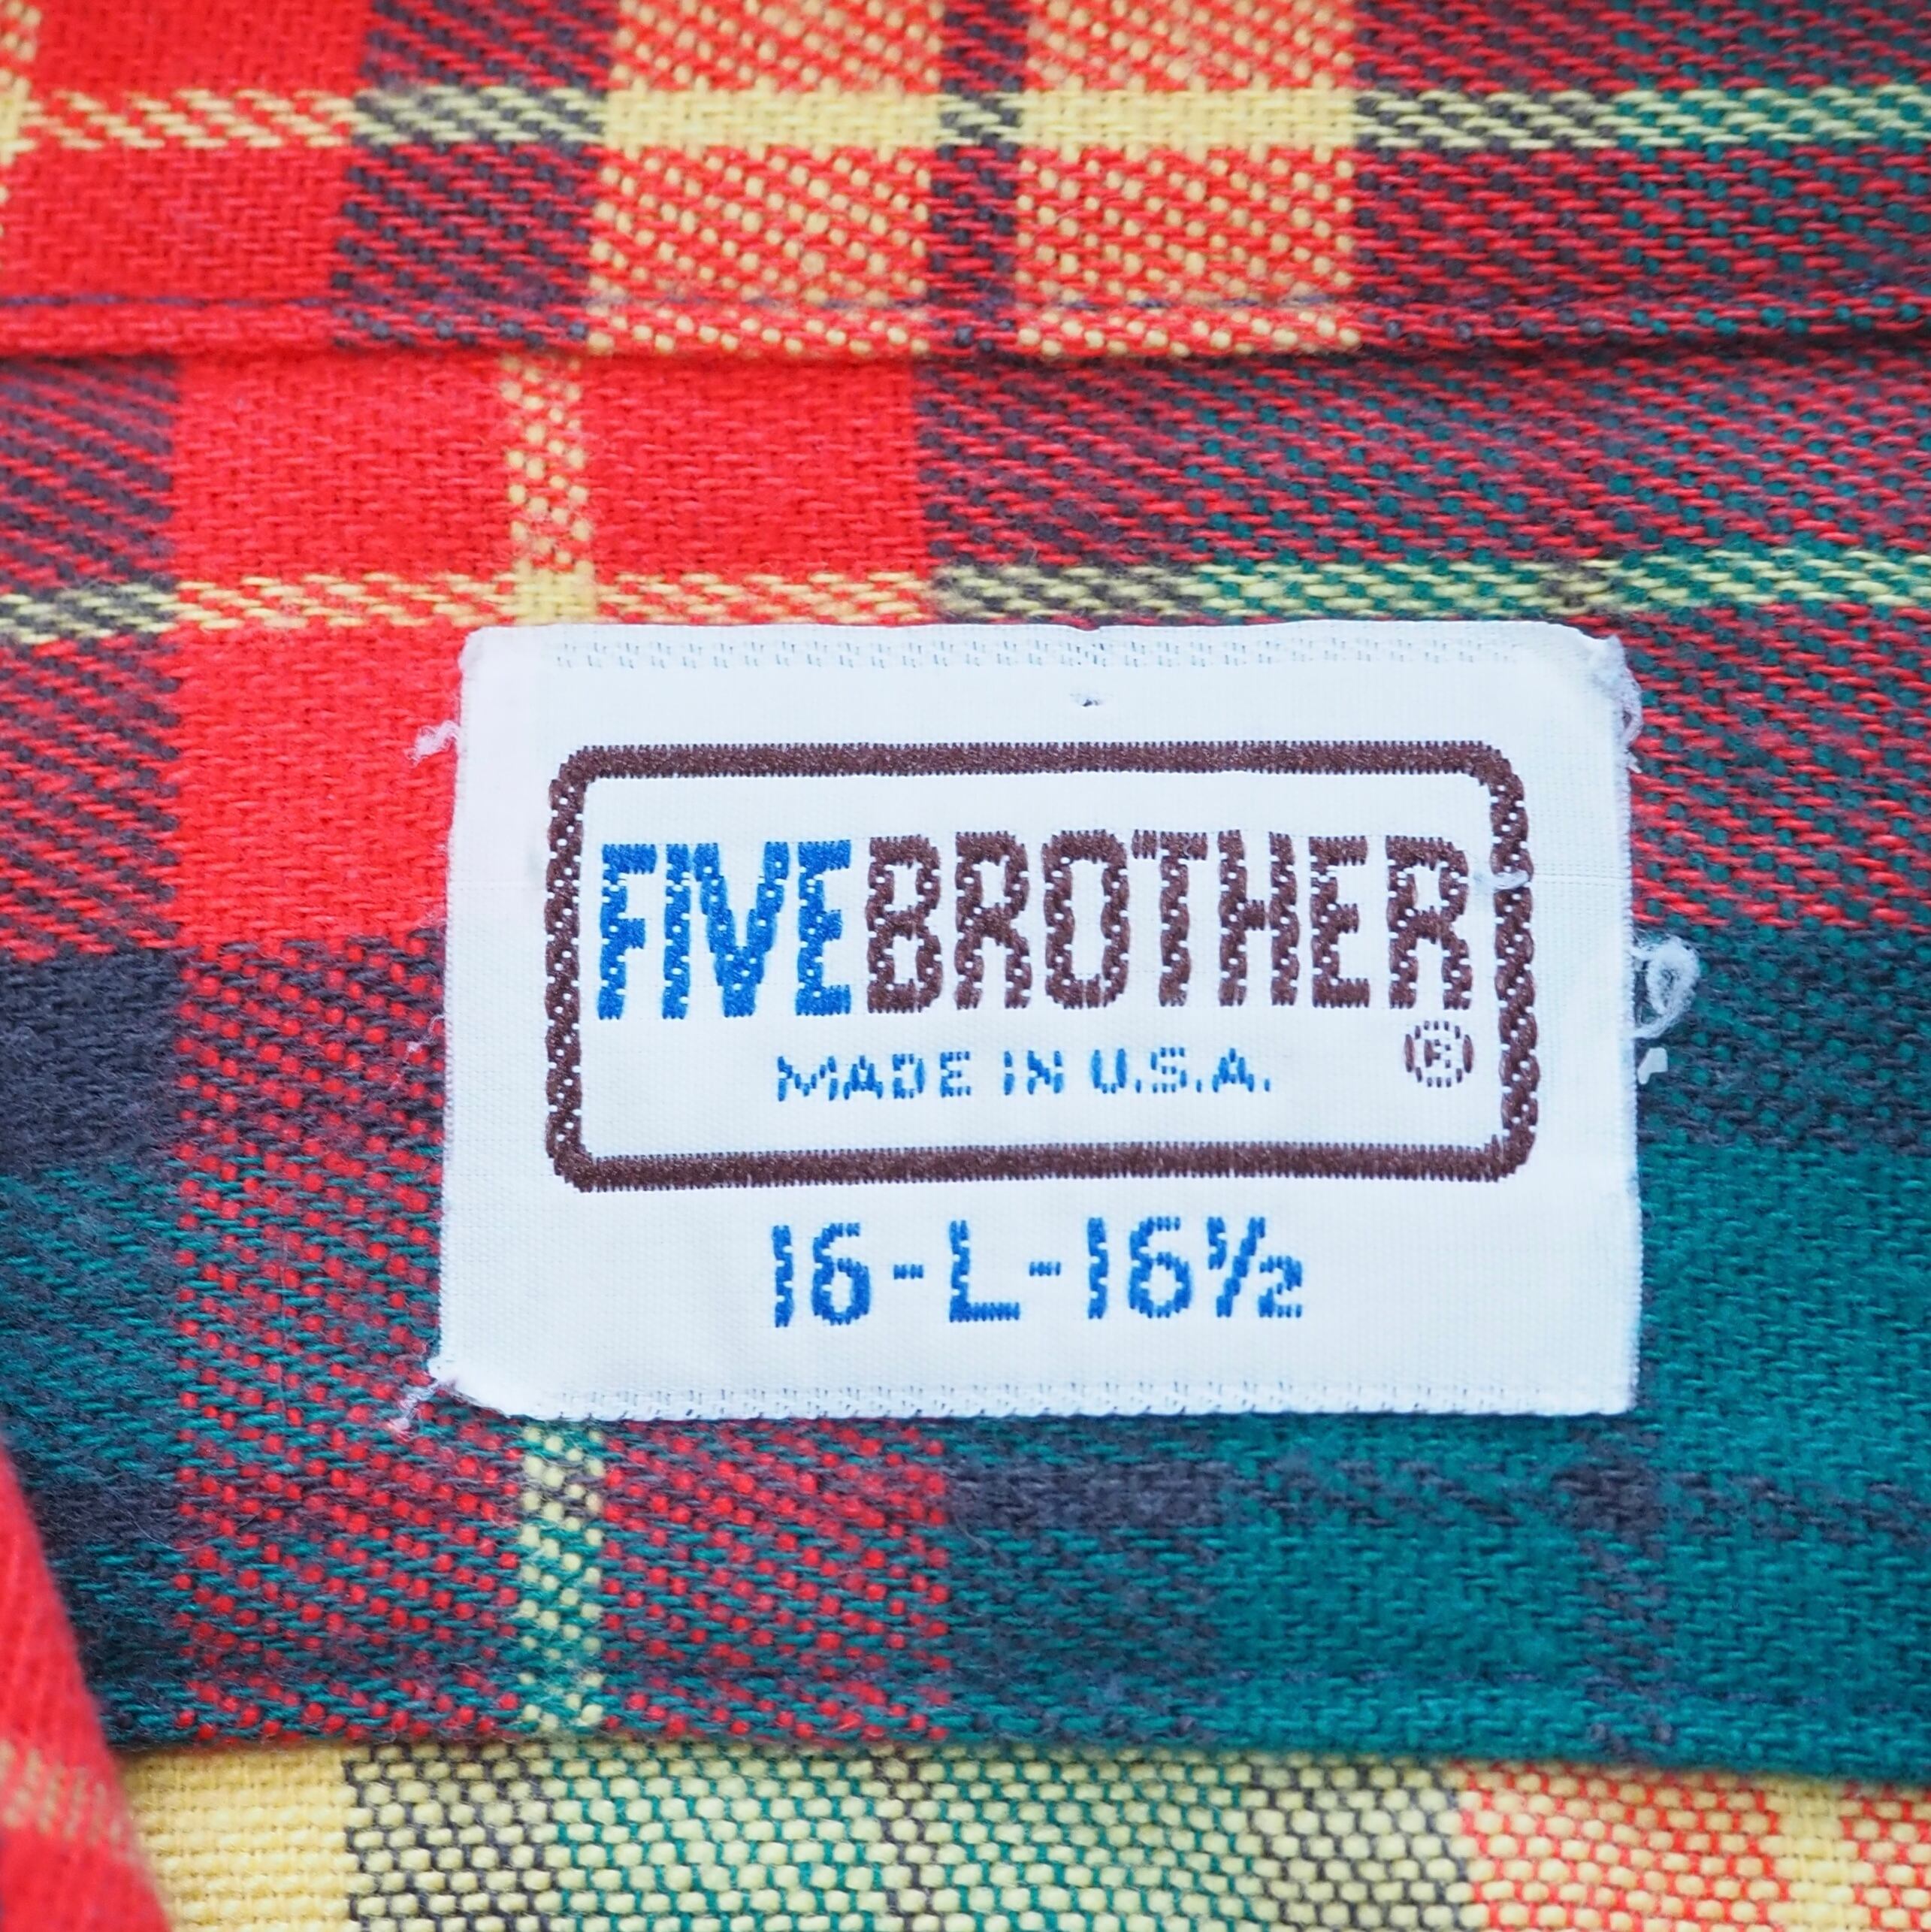 FIVEBROTHER
MADE IN U.S.A. ®
16-L-16½